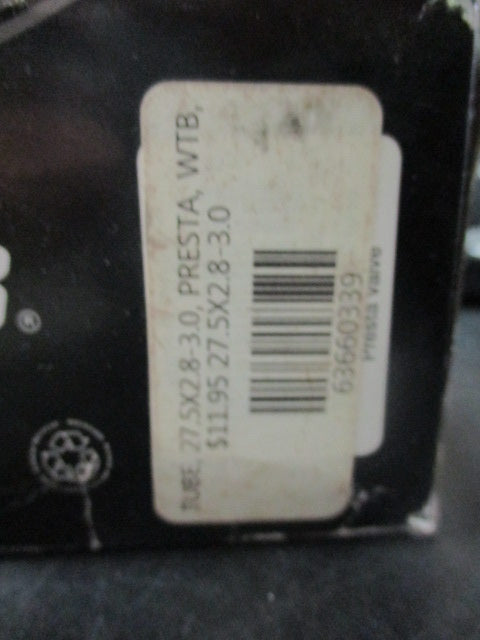 TUBE, 27.5X2.8-3.0, PRESTA, WTB,
$11.95 27.5X2.8-3.0
63660339
Presta Valve
®